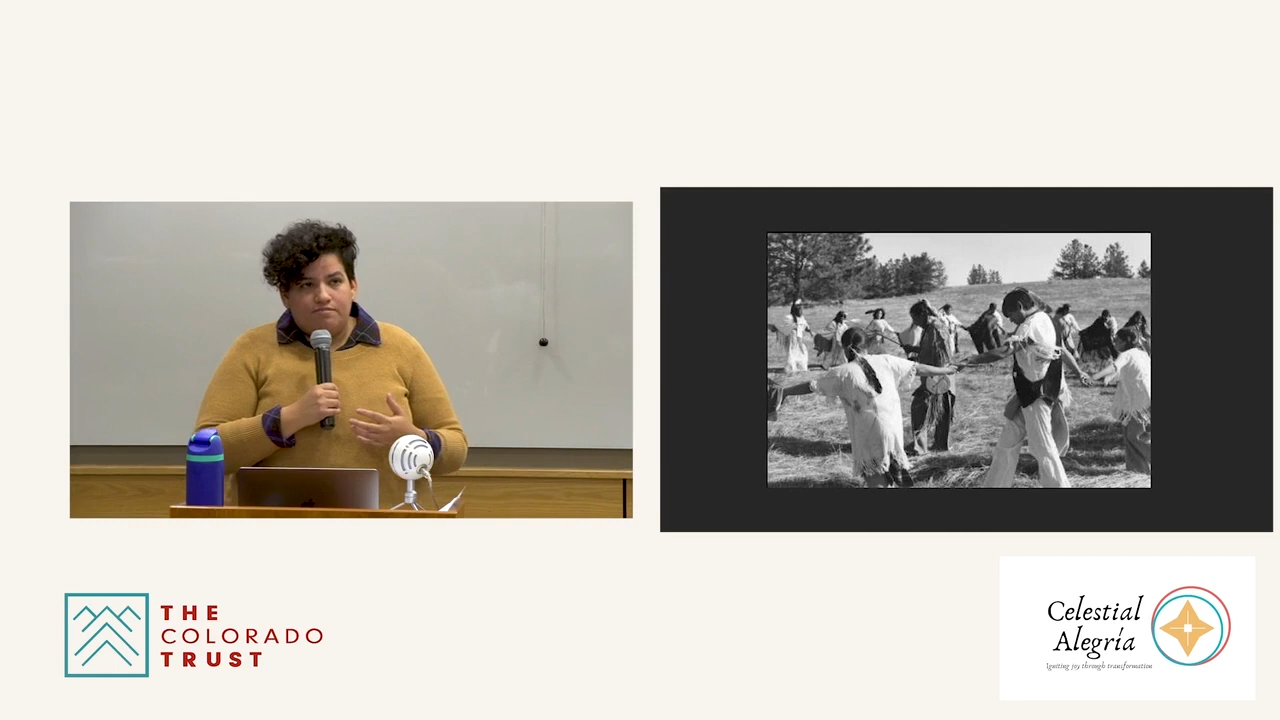 THE
COLORADO
TRUST
Celestial
Alegría
Igniting joy through transformation